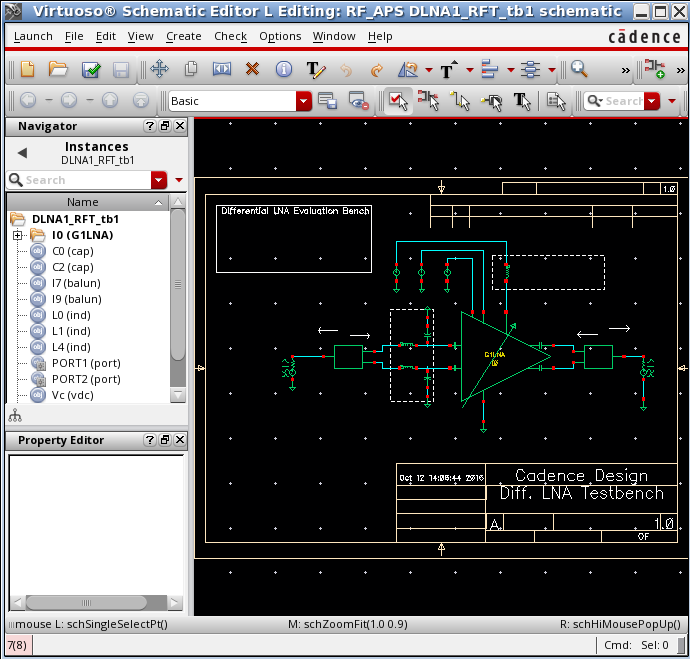 Virtuoso® Schematic Editor L Editing: RF_APS DLNA1_RFT_tb1 schematic
Launch File Edit View Create Check Options Window Help cādence
Basic
Search
Navigator
Instances
DLNA1_RFT_tb1
Search
Name
DLNA1_RFT_tb1
I0 (G1LNA)
C0 (cap)
C2 (cap)
I7 (balun)
I9 (balun)
L0 (ind)
L1 (ind)
L4 (ind)
PORT1 (port)
PORT2 (port)
Vc (vdc)
Property Editor
1.0
Differential LNA Evaluation Bench
G1LNA
I0
Oct 12 14:06:44 2016
Cadence Design
Diff. LNA Testbench
A
1.0
OF
mouse L: schSingleSelectPt() M: schZoomFit(1.0 0.9) R: schHiMousePopUp()
7(8) Cmd: Sel: 0